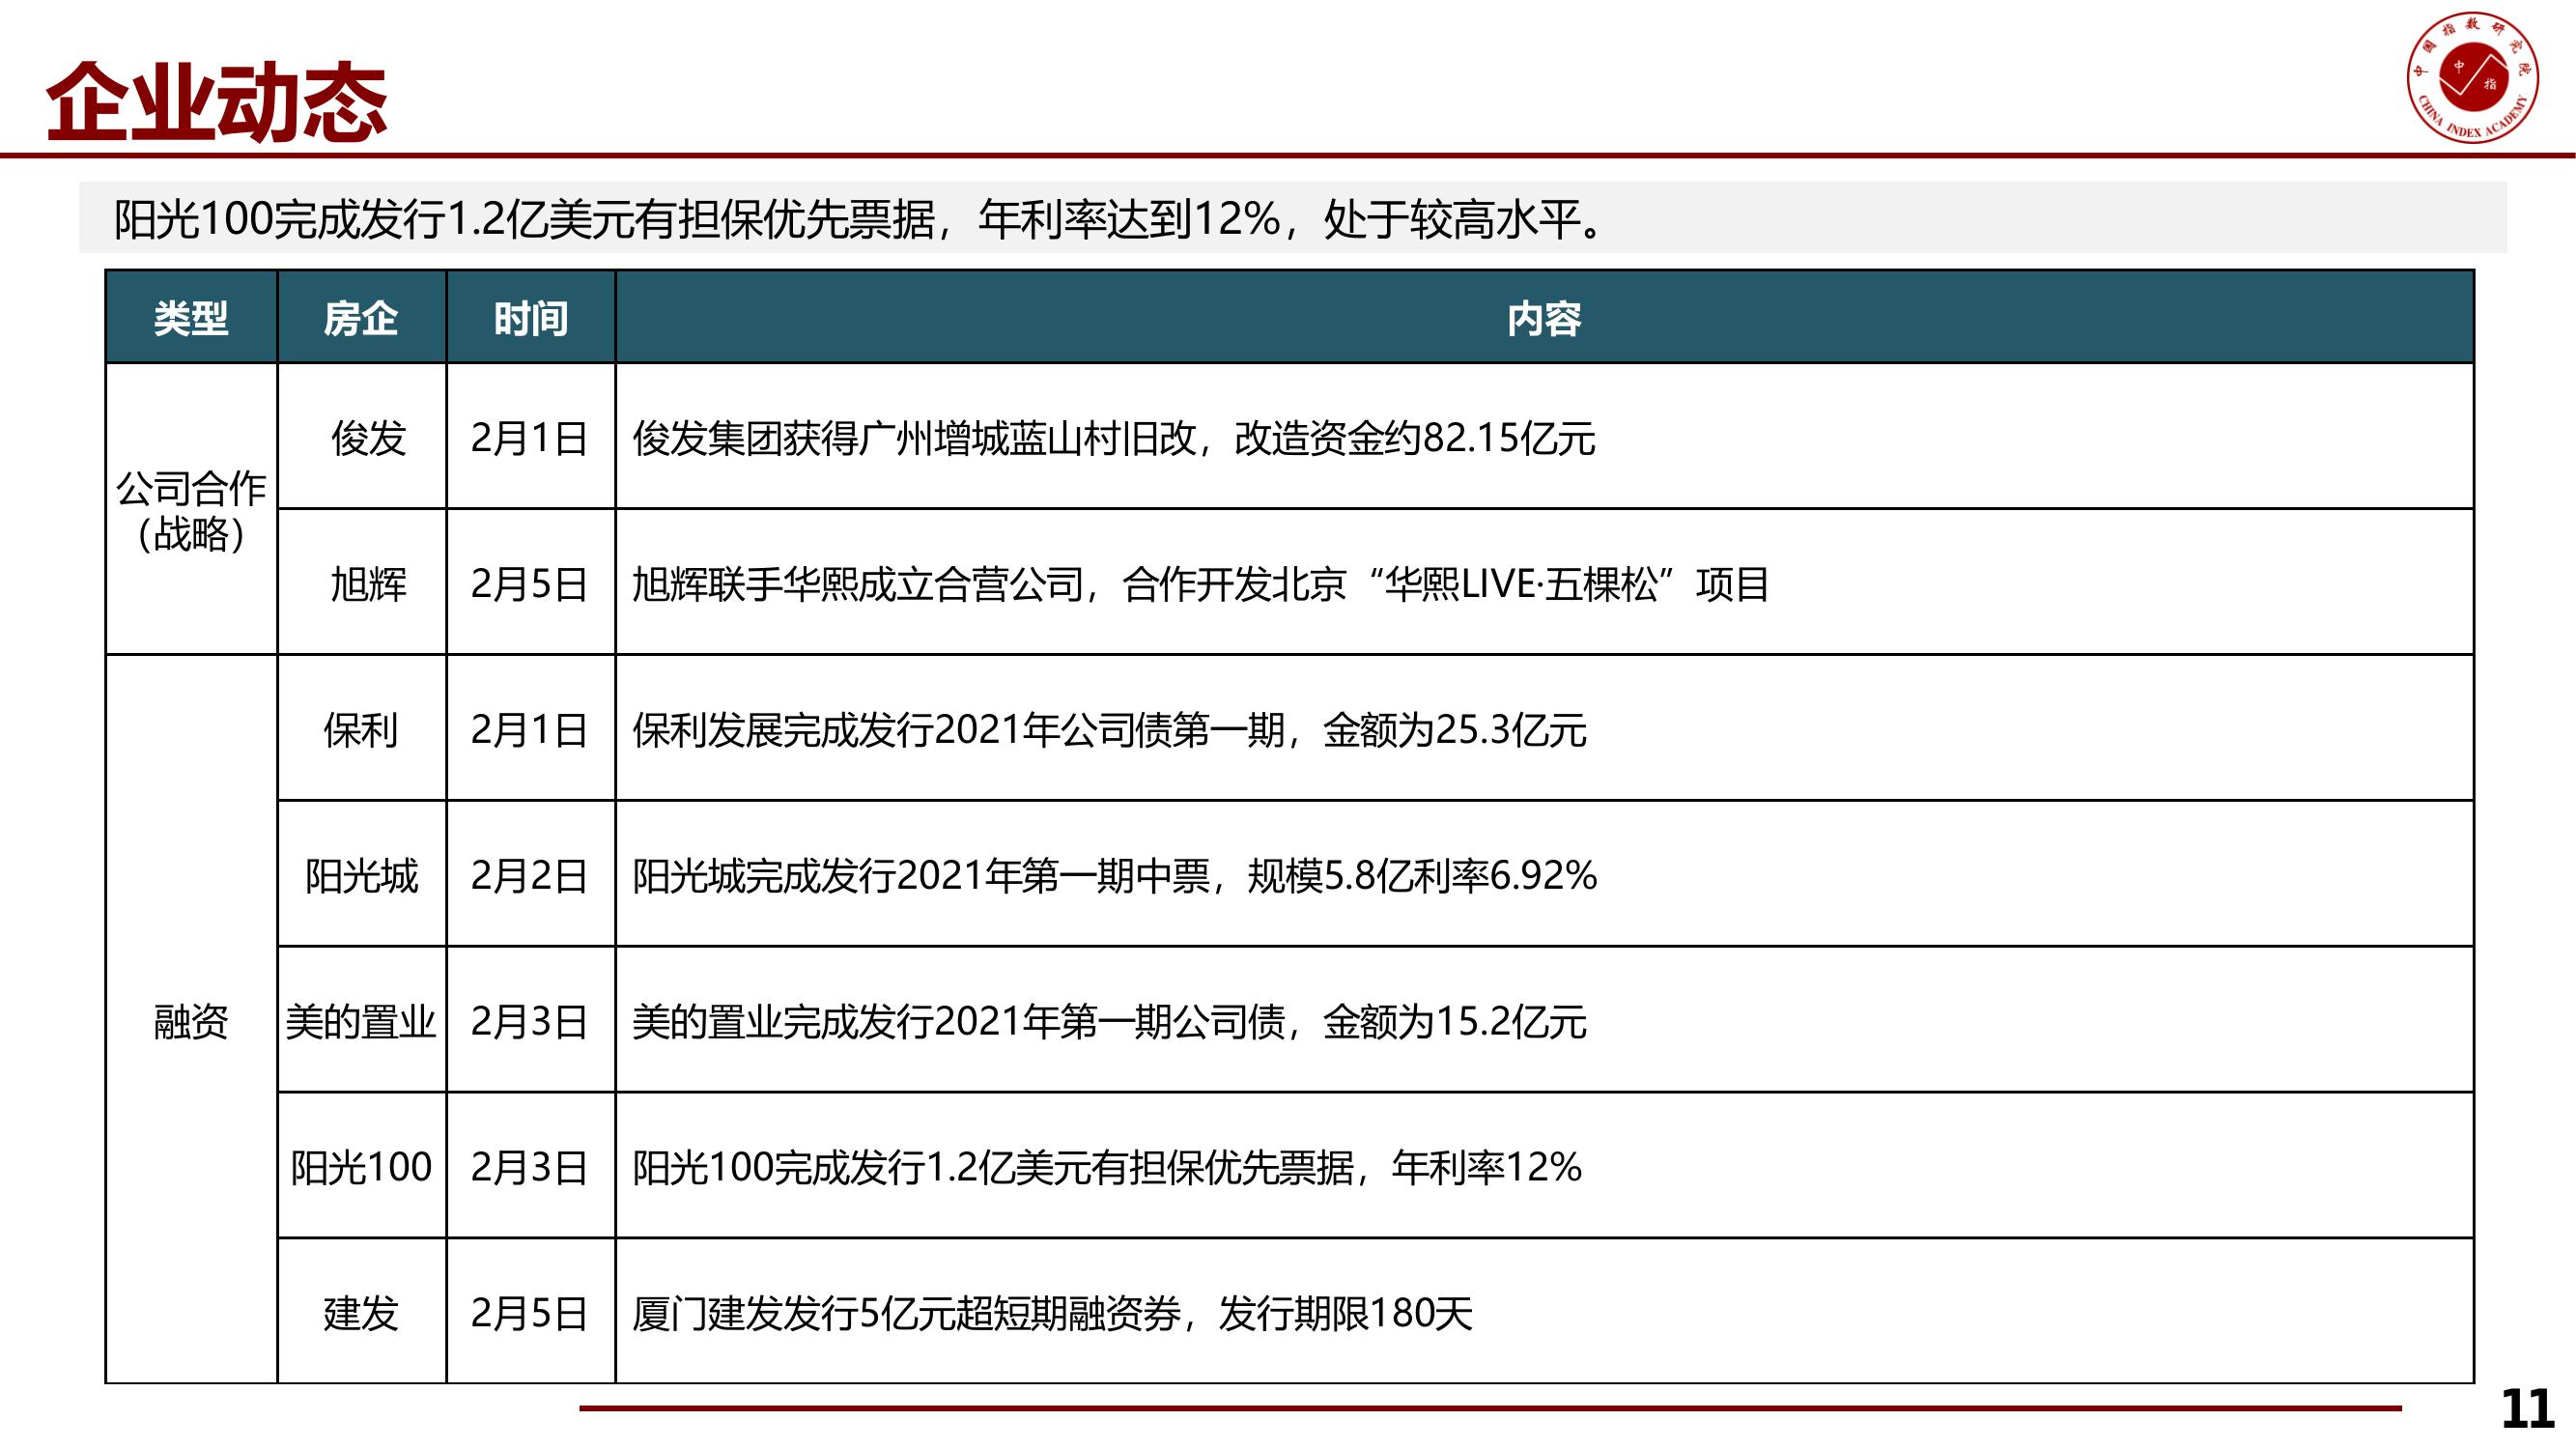 企业动态
中国指数研究院
中
指
CHINA INDEX ACADEMY
阳光100完成发行1.2亿美元有担保优先票据，年利率达到12%，处于较高水平。
类型 房企 时间 内容
公司合作
（战略）
俊发 2月1日 俊发集团获得广州增城蓝山村旧改，改造资金约82.15亿元
旭辉 2月5日 旭辉联手华熙成立合营公司，合作开发北京“华熙LIVE·五棵松”项目
融资
保利 2月1日 保利发展完成发行2021年公司债第一期，金额为25.3亿元
阳光城 2月2日 阳光城完成发行2021年第一期中票，规模5.8亿利率6.92%
美的置业 2月3日 美的置业完成发行2021年第一期公司债，金额为15.2亿元
阳光100 2月3日 阳光100完成发行1.2亿美元有担保优先票据，年利率12%
建发 2月5日 厦门建发发行5亿元超短期融资券，发行期限180天
11